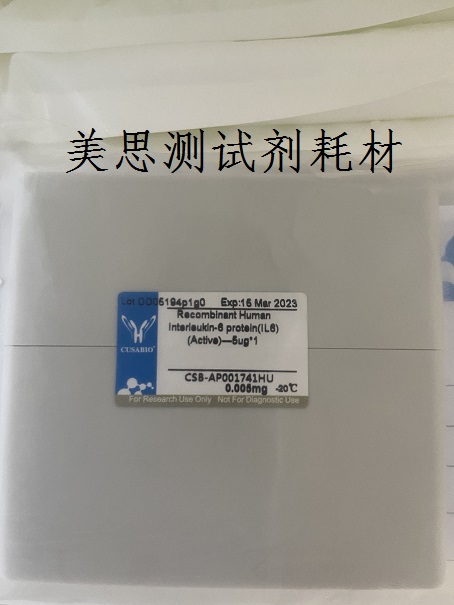 美思测试剂耗材
Lot:DD05194p1g0 Exp:16 Mar 2023
Recombinant Human
Interleukin-6 protein(IL6)
(Active)—5ug*1
CUSABIO®
CSB-AP001741HU
0.005mg -20℃
For Research Use Only Not For Diagnostic Use